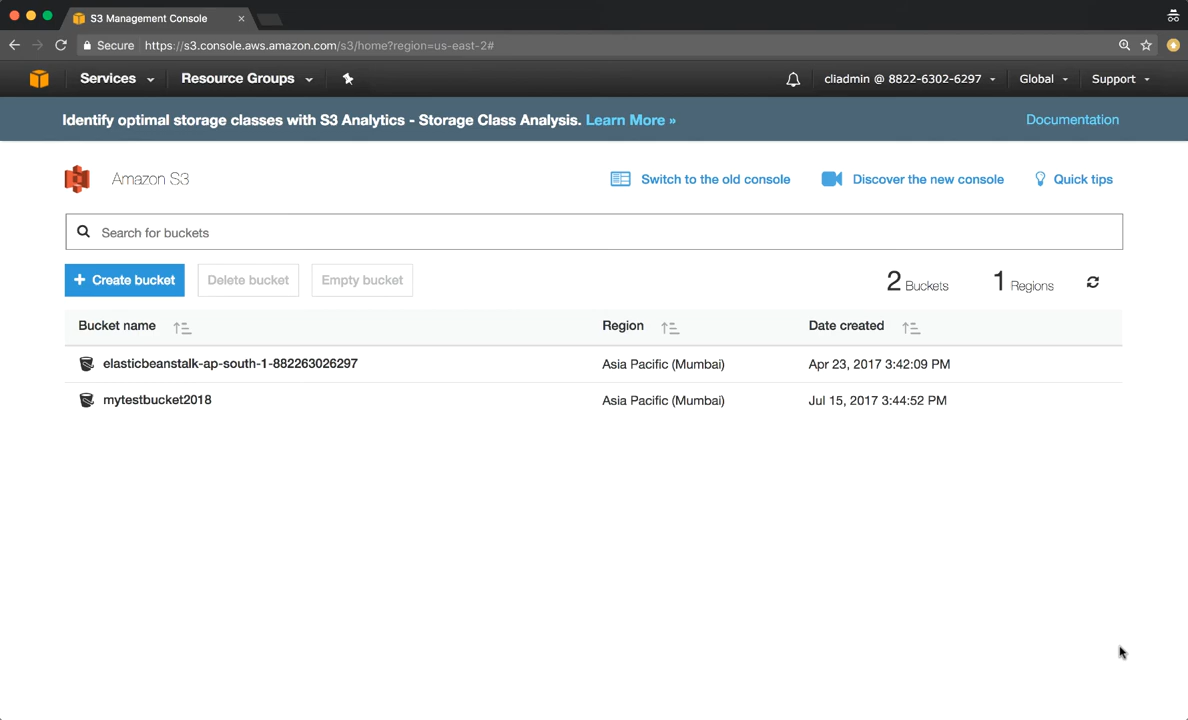 S3 Management Console
Secure https://s3.console.aws.amazon.com/s3/home?region=us-east-2#
Services Resource Groups cliadmin @ 8822-6302-6297 Global Support
Identify optimal storage classes with S3 Analytics - Storage Class Analysis. Learn More » Documentation
Amazon S3 Switch to the old console Discover the new console Quick tips
Search for buckets
+ Create bucket Delete bucket Empty bucket 2 Buckets 1 Regions
Bucket name Region Date created
elasticbeanstalk-ap-south-1-882263026297 Asia Pacific (Mumbai) Apr 23, 2017 3:42:09 PM
mytestbucket2018 Asia Pacific (Mumbai) Jul 15, 2017 3:44:52 PM